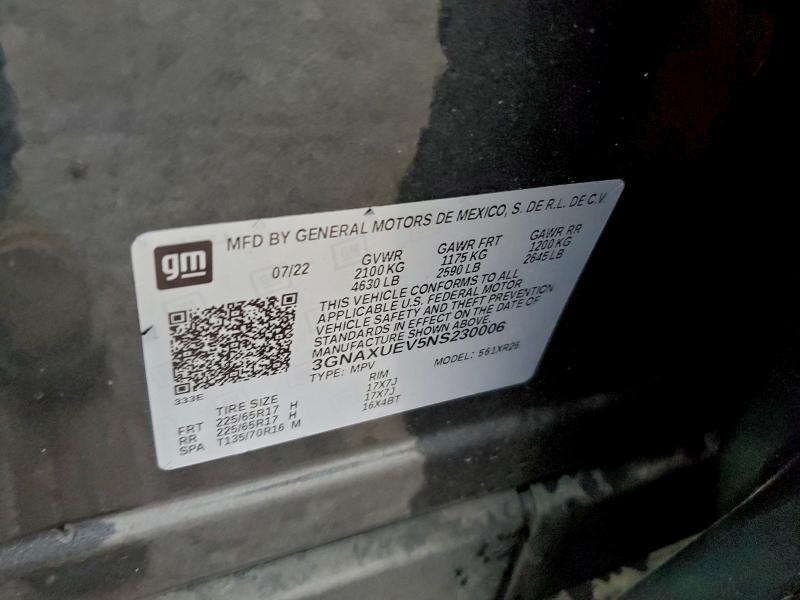 gm
MFD BY GENERAL MOTORS DE MEXICO, S. DE R.L. DE C.V.
07/22
GVWR GAWR FRT GAWR RR
2100 KG 1175 KG 1200 KG
4630 LB 2590 LB 2645 LB
THIS VEHICLE CONFORMS TO ALL
APPLICABLE U.S. FEDERAL MOTOR
VEHICLE SAFETY AND THEFT PREVENTION
STANDARDS IN EFFECT ON THE DATE OF
MANUFACTURE SHOWN ABOVE.
3GNAXUEV5NS230006
TYPE: MPV MODEL: 561XR26
333E
TIRE SIZE RIM
FRT 225/65R17 H 17X7J
RR 225/65R17 H 17X7J
SPA T135/70R16 M 16X4BT